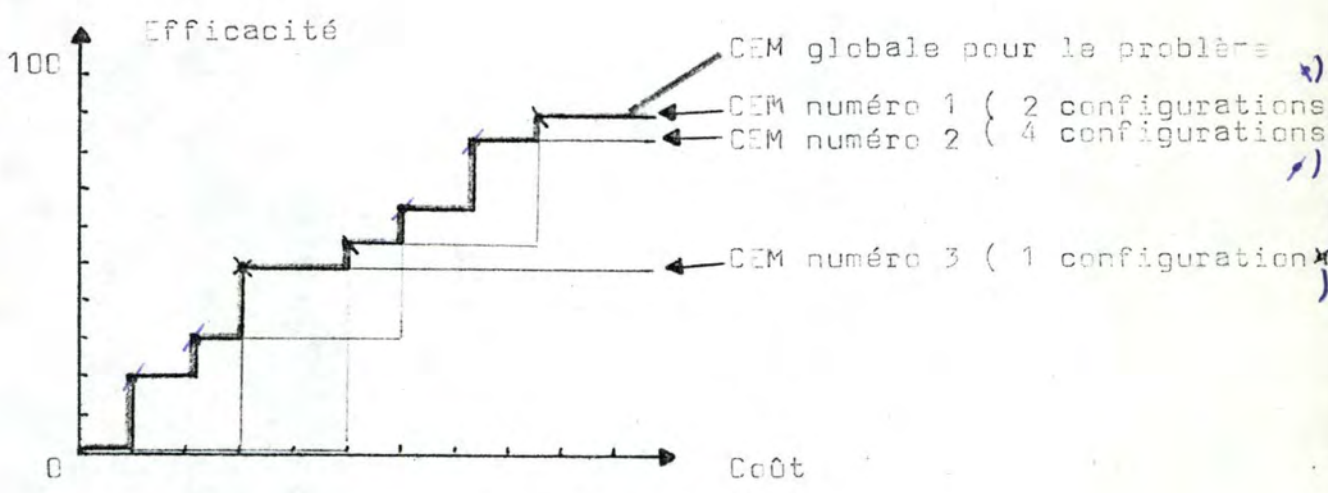 Efficacité
100
CEM globale pour le problème
CEM numéro 1 ( 2 configurations x)
CEM numéro 2 ( 4 configurations /)
CEM numéro 3 ( 1 configuration x )
0
Coût